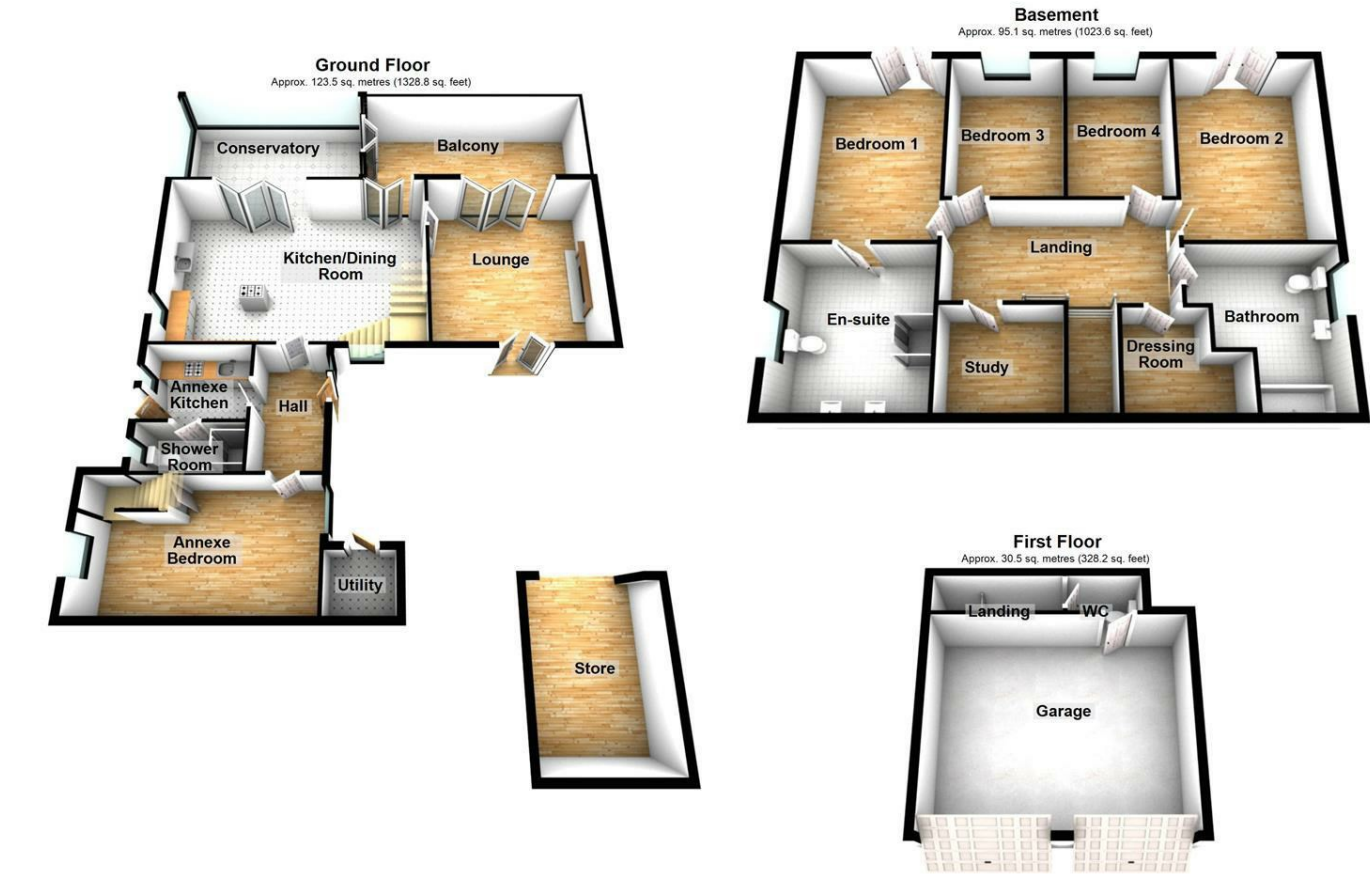 Ground Floor
Approx. 123.5 sq. metres (1328.8 sq. feet)
Conservatory
Balcony
Kitchen/Dining
Room
Lounge
Annexe
Kitchen
Hall
Shower
Room
Annexe
Bedroom
Utility
Store
Basement
Approx. 95.1 sq. metres (1023.6 sq. feet)
Bedroom 1
Bedroom 3
Bedroom 4
Bedroom 2
Landing
En-suite
Bathroom
Study
Dressing
Room
First Floor
Approx. 30.5 sq. metres (328.2 sq. feet)
Landing
WC
Garage